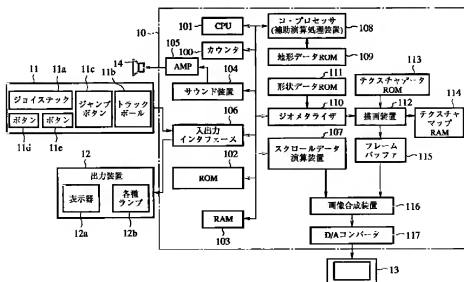 10
101
CPU
100
カウンタ
14
105
AMP
104
サウンド装置
106
入出力
インタフェース
102
ROM
RAM
103
11
11a
11c
11b
ジョイスティック
ジャンプ
ボタン
トラック
ボール
ボタン
ボタン
11d
11e
12
出力装置
表示器
各種
ランプ
12a
12b
コ・プロセッサ
(補助演算処理装置)
108
地形データROM
109
111
形状データROM
110
ジオメタライザ
107
スクロールデータ
演算装置
113
テクスチャデータ
ROM
112
描画装置
114
テクスチャ
マップ
RAM
フレーム
バッファ
115
画像合成装置
116
D/Aコンバータ
117
13